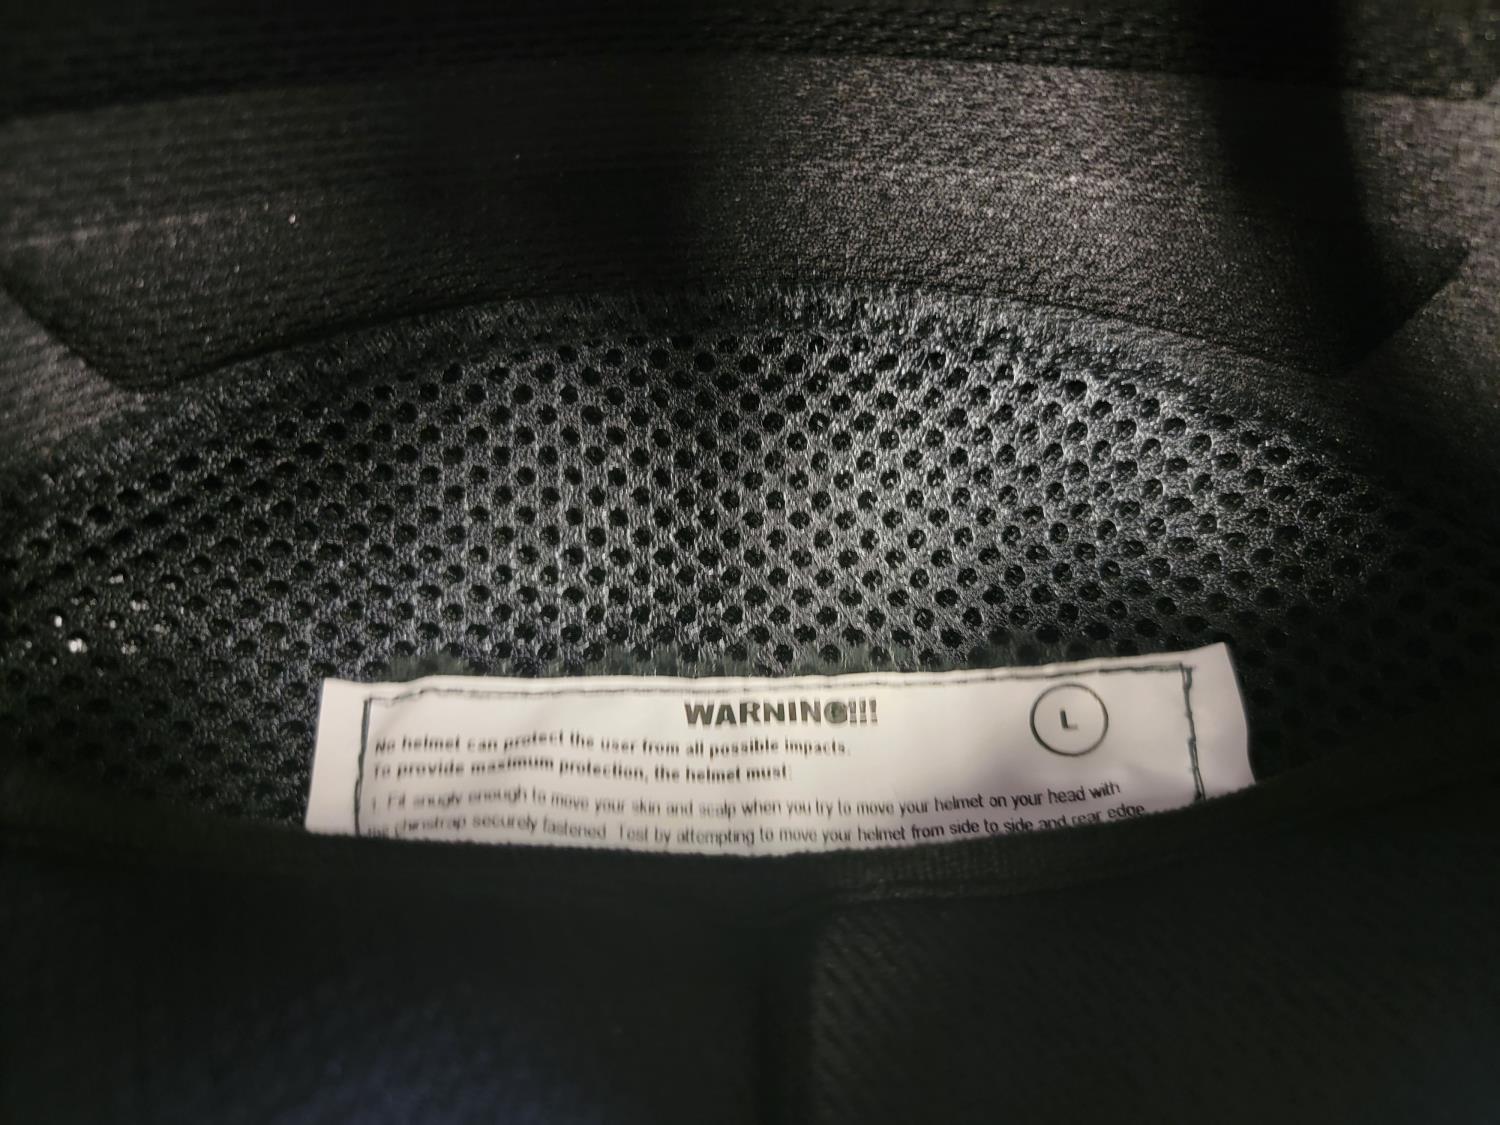 WARNING!!!
L
No helmet can protect the user from all possible impacts.
To provide maximum protection, the helmet must:
1. Fit snugly enough to move your skin and scalp when you try to move your helmet on your head with
the chinstrap securely fastened. Test by attempting to move your helmet from side to side and rear edge